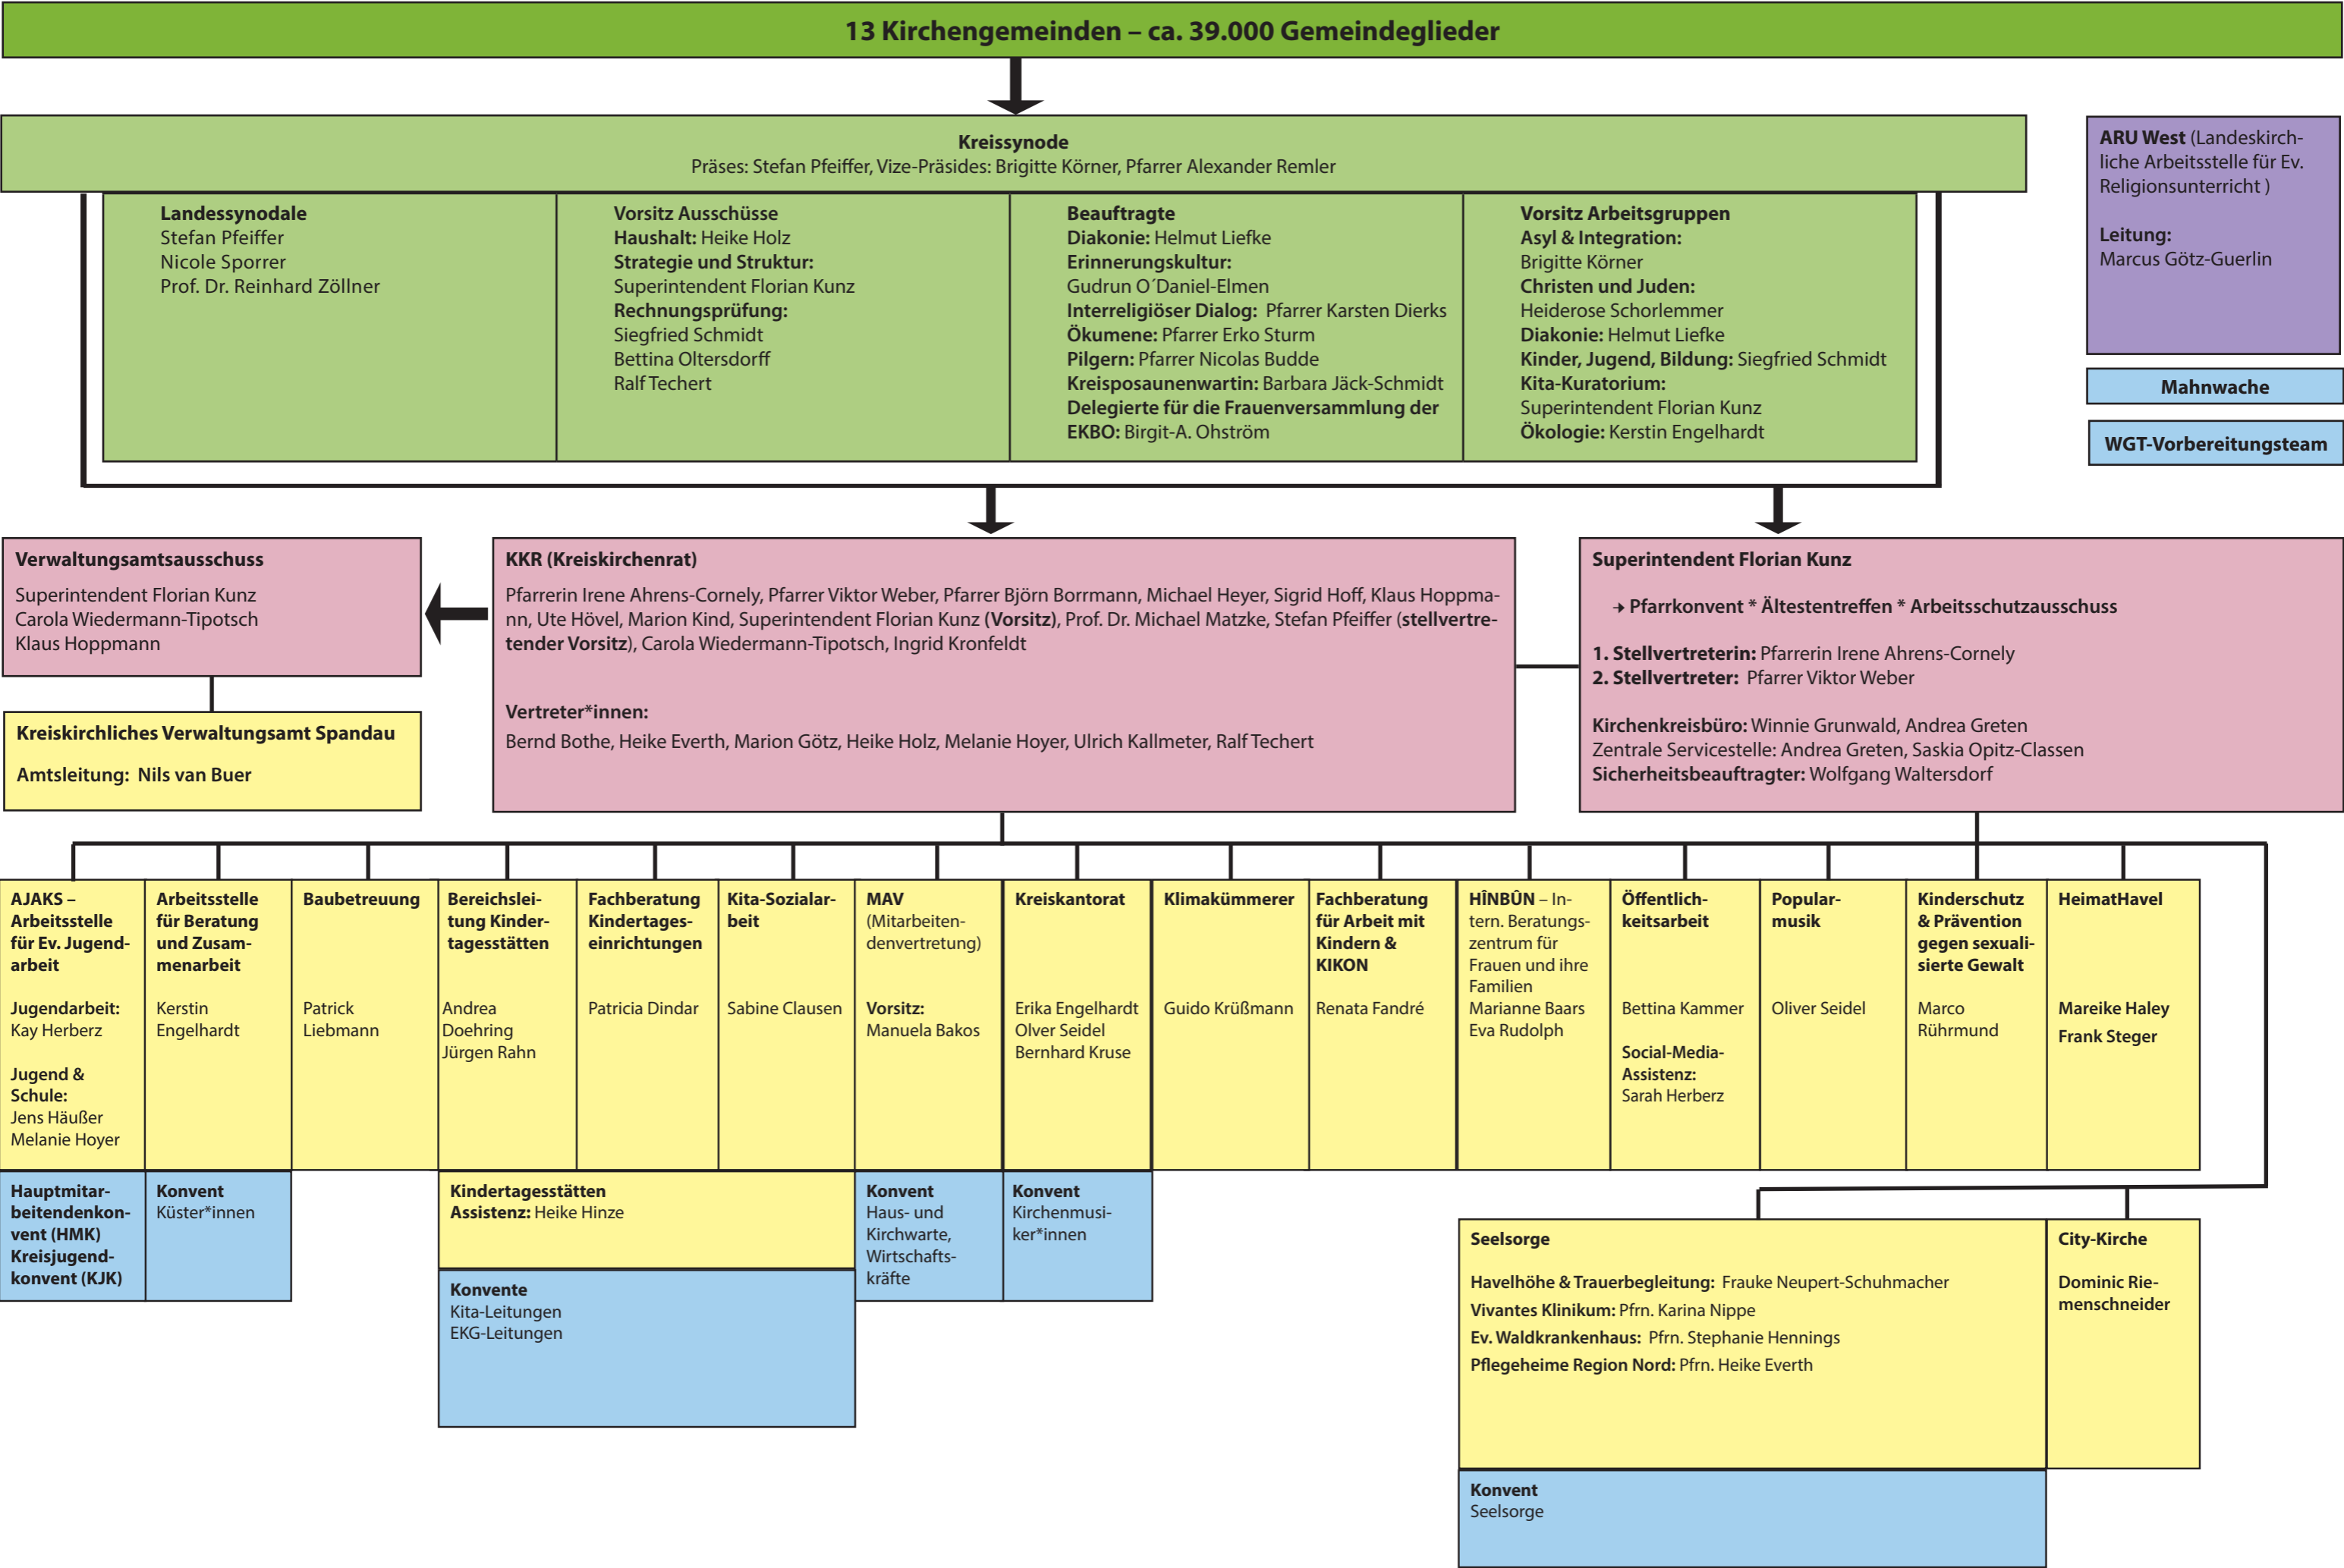 13 Kirchengemeinden – ca. 39.000 Gemeindeglieder
Kreissynode
Präses: Stefan Pfeiffer, Vize-Präsides: Brigitte Körner, Pfarrer Alexander Remler
Landessynodale
Stefan Pfeiffer
Nicole Sporrer
Prof. Dr. Reinhard Zöllner
Vorsitz Ausschüsse
Haushalt: Heike Holz
Strategie und Struktur:
Superintendent Florian Kunz
Rechnungsprüfung:
Siegfried Schmidt
Bettina Oltersdorff
Ralf Techert
Beauftragte
Diakonie: Helmut Liefke
Erinnerungskultur:
Gudrun O´Daniel-Elmen
Interreligiöser Dialog: Pfarrer Karsten Dierks
Ökumene: Pfarrer Erko Sturm
Pilgern: Pfarrer Nicolas Budde
Kreisposaunenwartin: Barbara Jäck-Schmidt
Delegierte für die Frauenversammlung der
EKBO: Birgit-A. Ohström
Vorsitz Arbeitsgruppen
Asyl & Integration:
Brigitte Körner
Christen und Juden:
Heiderose Schorlemmer
Diakonie: Helmut Liefke
Kinder, Jugend, Bildung: Siegfried Schmidt
Kita-Kuratorium:
Superintendent Florian Kunz
Ökologie: Kerstin Engelhardt
ARU West (Landeskirch-
liche Arbeitsstelle für Ev.
Religionsunterricht )
Leitung:
Marcus Götz-Guerlin
Mahnwache
WGT-Vorbereitungsteam
Verwaltungsamtsausschuss
Superintendent Florian Kunz
Carola Wiedermann-Tipotsch
Klaus Hoppmann
Kreiskirchliches Verwaltungsamt Spandau
Amtsleitung: Nils van Buer
KKR (Kreiskirchenrat)
Pfarrerin Irene Ahrens-Cornely, Pfarrer Viktor Weber, Pfarrer Björn Borrmann, Michael Heyer, Sigrid Hoff, Klaus Hoppma-
nn, Ute Hövel, Marion Kind, Superintendent Florian Kunz (Vorsitz), Prof. Dr. Michael Matzke, Stefan Pfeiffer (stellvertre-
tender Vorsitz), Carola Wiedermann-Tipotsch, Ingrid Kronfeldt
Vertreter*innen:
Bernd Bothe, Heike Everth, Marion Götz, Heike Holz, Melanie Hoyer, Ulrich Kallmeter, Ralf Techert
Superintendent Florian Kunz
→ Pfarrkonvent * Ältestentreffen * Arbeitsschutzausschuss
1. Stellvertreterin: Pfarrerin Irene Ahrens-Cornely
2. Stellvertreter: Pfarrer Viktor Weber
Kirchenkreisbüro: Winnie Grunwald, Andrea Greten
Zentrale Servicestelle: Andrea Greten, Saskia Opitz-Classen
Sicherheitsbeauftragter: Wolfgang Waltersdorf
AJAKS –
Arbeitsstelle
für Ev. Jugend-
arbeit
Jugendarbeit:
Kay Herberz
Jugend &
Schule:
Jens Häußer
Melanie Hoyer
Arbeitsstelle
für Beratung
und Zusam-
menarbeit
Kerstin
Engelhardt
Baubetreuung
Patrick
Liebmann
Bereichslei-
tung Kinder-
tagesstätten
Andrea
Doehring
Jürgen Rahn
Fachberatung
Kindertages-
einrichtungen
Patricia Dindar
Kita-Sozialar-
beit
Sabine Clausen
MAV
(Mitarbeiten-
denvertretung)
Vorsitz:
Manuela Bakos
Kreiskantorat
Erika Engelhardt
Olver Seidel
Bernhard Kruse
Klimakümmerer
Guido Krüßmann
Fachberatung
für Arbeit mit
Kindern &
KIKON
Renata Fandré
HÎNBÛN – In-
tern. Beratungs-
zentrum für
Frauen und ihre
Familien
Marianne Baars
Eva Rudolph
Öffentlich-
keitsarbeit
Bettina Kammer
Social-Media-
Assistenz:
Sarah Herberz
Popular-
musik
Oliver Seidel
Kinderschutz
& Prävention
gegen sexuali-
sierte Gewalt
Marco
Rührmund
HeimatHavel
Mareike Haley
Frank Steger
Hauptmitar-
beitendenkon-
vent (HMK)
Kreisjugend-
konvent (KJK)
Konvent
Küster*innen
Kindertagesstätten
Assistenz: Heike Hinze
Konvente
Kita-Leitungen
EKG-Leitungen
Konvent
Haus- und
Kirchwarte,
Wirtschafts-
kräfte
Konvent
Kirchenmusi-
ker*innen
Seelsorge
Havelhöhe & Trauerbegleitung: Frauke Neupert-Schuhmacher
Vivantes Klinikum: Pfrn. Karina Nippe
Ev. Waldkrankenhaus: Pfrn. Stephanie Hennings
Pflegeheime Region Nord: Pfrn. Heike Everth
City-Kirche
Dominic Rie-
menschneider
Konvent
Seelsorge